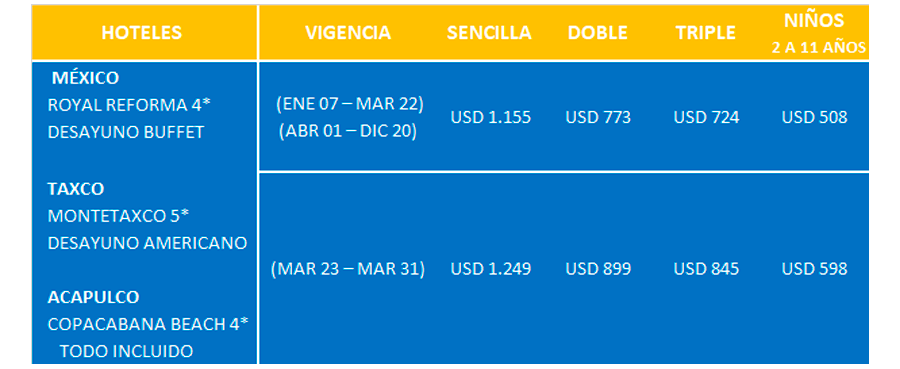 HOTELES VIGENCIA SENCILLA DOBLE TRIPLE NIÑOS
2 A 11 AÑOS
MÉXICO
ROYAL REFORMA 4*
DESAYUNO BUFFET
(ENE 07 – MAR 22)
(ABR 01 – DIC 20)
USD 1.155 USD 773 USD 724 USD 508
TAXCO
MONTETAXCO 5*
DESAYUNO AMERICANO
(MAR 23 – MAR 31) USD 1.249 USD 899 USD 845 USD 598
ACAPULCO
COPACABANA BEACH 4*
TODO INCLUIDO